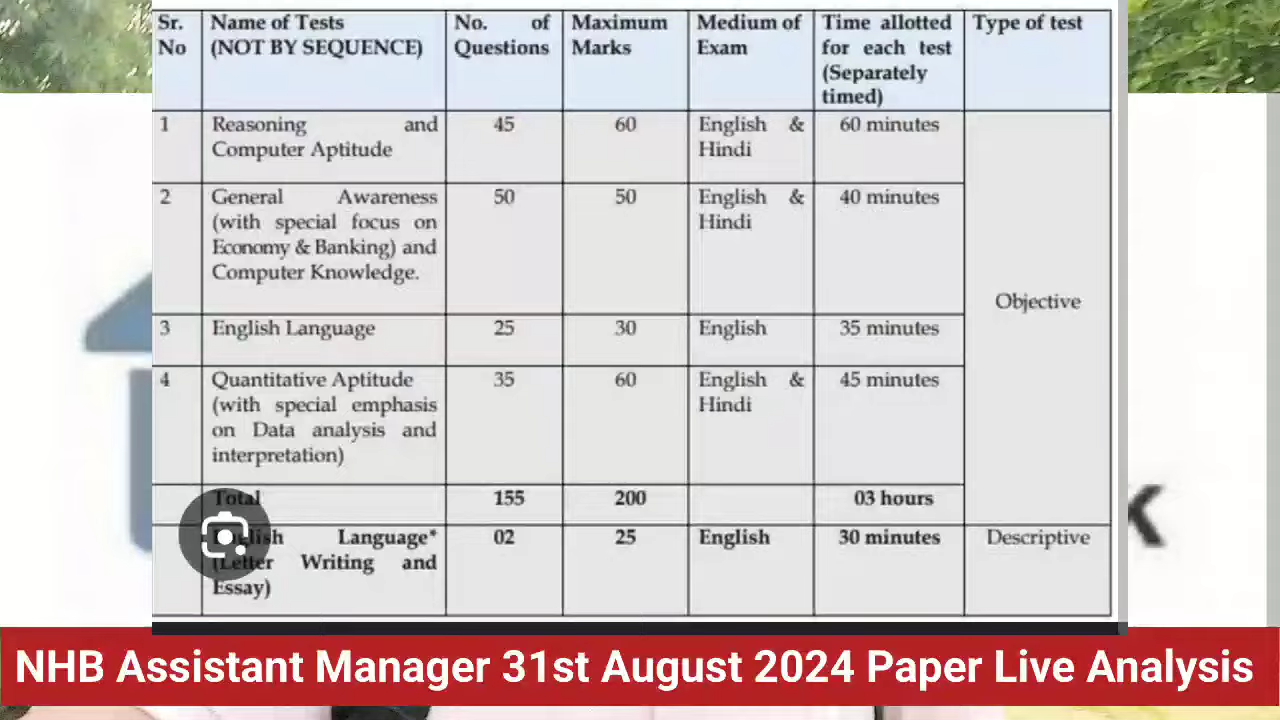 Sr. No
Name of Tests (NOT BY SEQUENCE)
No. of Questions
Maximum Marks
Medium of Exam
Time allotted for each test (Separately timed)
Type of test
1
Reasoning and Computer Aptitude
45
60
English & Hindi
60 minutes
Objective
2
General Awareness (with special focus on Economy & Banking) and Computer Knowledge.
50
50
English & Hindi
40 minutes
3
English Language
25
30
English
35 minutes
4
Quantitative Aptitude (with special emphasis on Data analysis and interpretation)
35
60
English & Hindi
45 minutes
Total
155
200
03 hours
English Language* (Letter Writing and Essay)
02
25
English
30 minutes
Descriptive
k
NHB Assistant Manager 31st August 2024 Paper Live Analysis